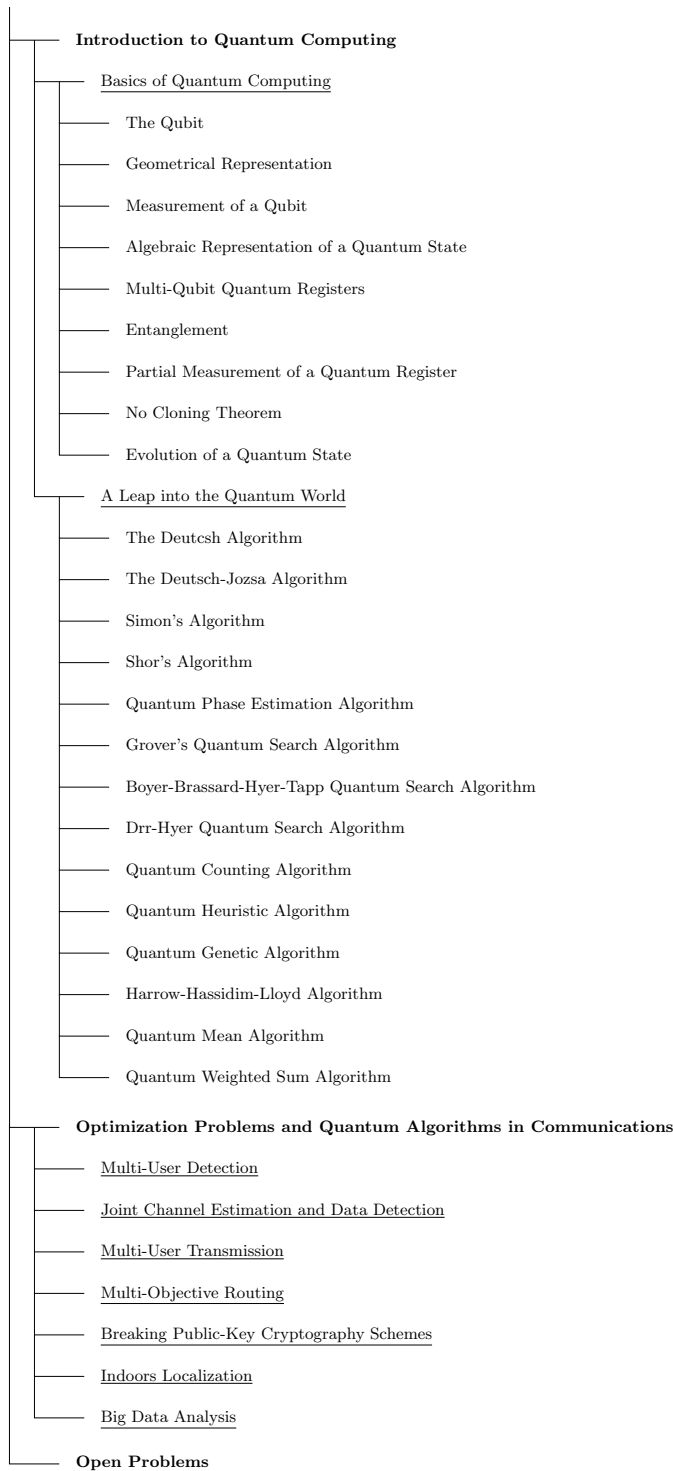 Introduction to Quantum Computing
Basics of Quantum Computing
The Qubit
Geometrical Representation
Measurement of a Qubit
Algebraic Representation of a Quantum State
Multi-Qubit Quantum Registers
Entanglement
Partial Measurement of a Quantum Register
No Cloning Theorem
Evolution of a Quantum State
A Leap into the Quantum World
The Deutcsh Algorithm
The Deutsch-Jozsa Algorithm
Simon's Algorithm
Shor's Algorithm
Quantum Phase Estimation Algorithm
Grover's Quantum Search Algorithm
Boyer-Brassard-Hyer-Tapp Quantum Search Algorithm
Drr-Hyer Quantum Search Algorithm
Quantum Counting Algorithm
Quantum Heuristic Algorithm
Quantum Genetic Algorithm
Harrow-Hassidim-Lloyd Algorithm
Quantum Mean Algorithm
Quantum Weighted Sum Algorithm
Optimization Problems and Quantum Algorithms in Communications
Multi-User Detection
Joint Channel Estimation and Data Detection
Multi-User Transmission
Multi-Objective Routing
Breaking Public-Key Cryptography Schemes
Indoors Localization
Big Data Analysis
Open Problems